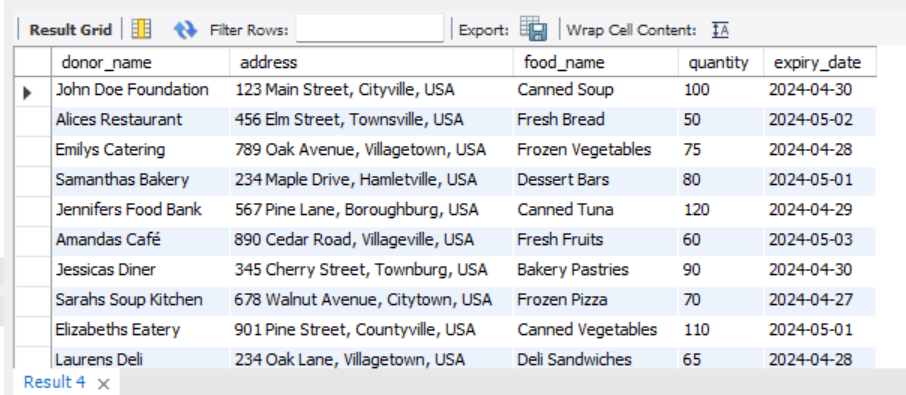 Result Grid Filter Rows: Export: Wrap Cell Content: IA
donor_name address food_name quantity expiry_date
John Doe Foundation 123 Main Street, Cityville, USA Canned Soup 100 2024-04-30
Alices Restaurant 456 Elm Street, Townsville, USA Fresh Bread 50 2024-05-02
Emilys Catering 789 Oak Avenue, Villagetown, USA Frozen Vegetables 75 2024-04-28
Samanthas Bakery 234 Maple Drive, Hamletville, USA Dessert Bars 80 2024-05-01
Jennifers Food Bank 567 Pine Lane, Boroughburg, USA Canned Tuna 120 2024-04-29
Amandas Café 890 Cedar Road, Villageville, USA Fresh Fruits 60 2024-05-03
Jessicas Diner 345 Cherry Street, Townburg, USA Bakery Pastries 90 2024-04-30
Sarahs Soup Kitchen 678 Walnut Avenue, Citytown, USA Frozen Pizza 70 2024-04-27
Elizabeths Eatery 901 Pine Street, Countyville, USA Canned Vegetables 110 2024-05-01
Laurens Deli 234 Oak Lane, Villagetown, USA Deli Sandwiches 65 2024-04-28
Result 4